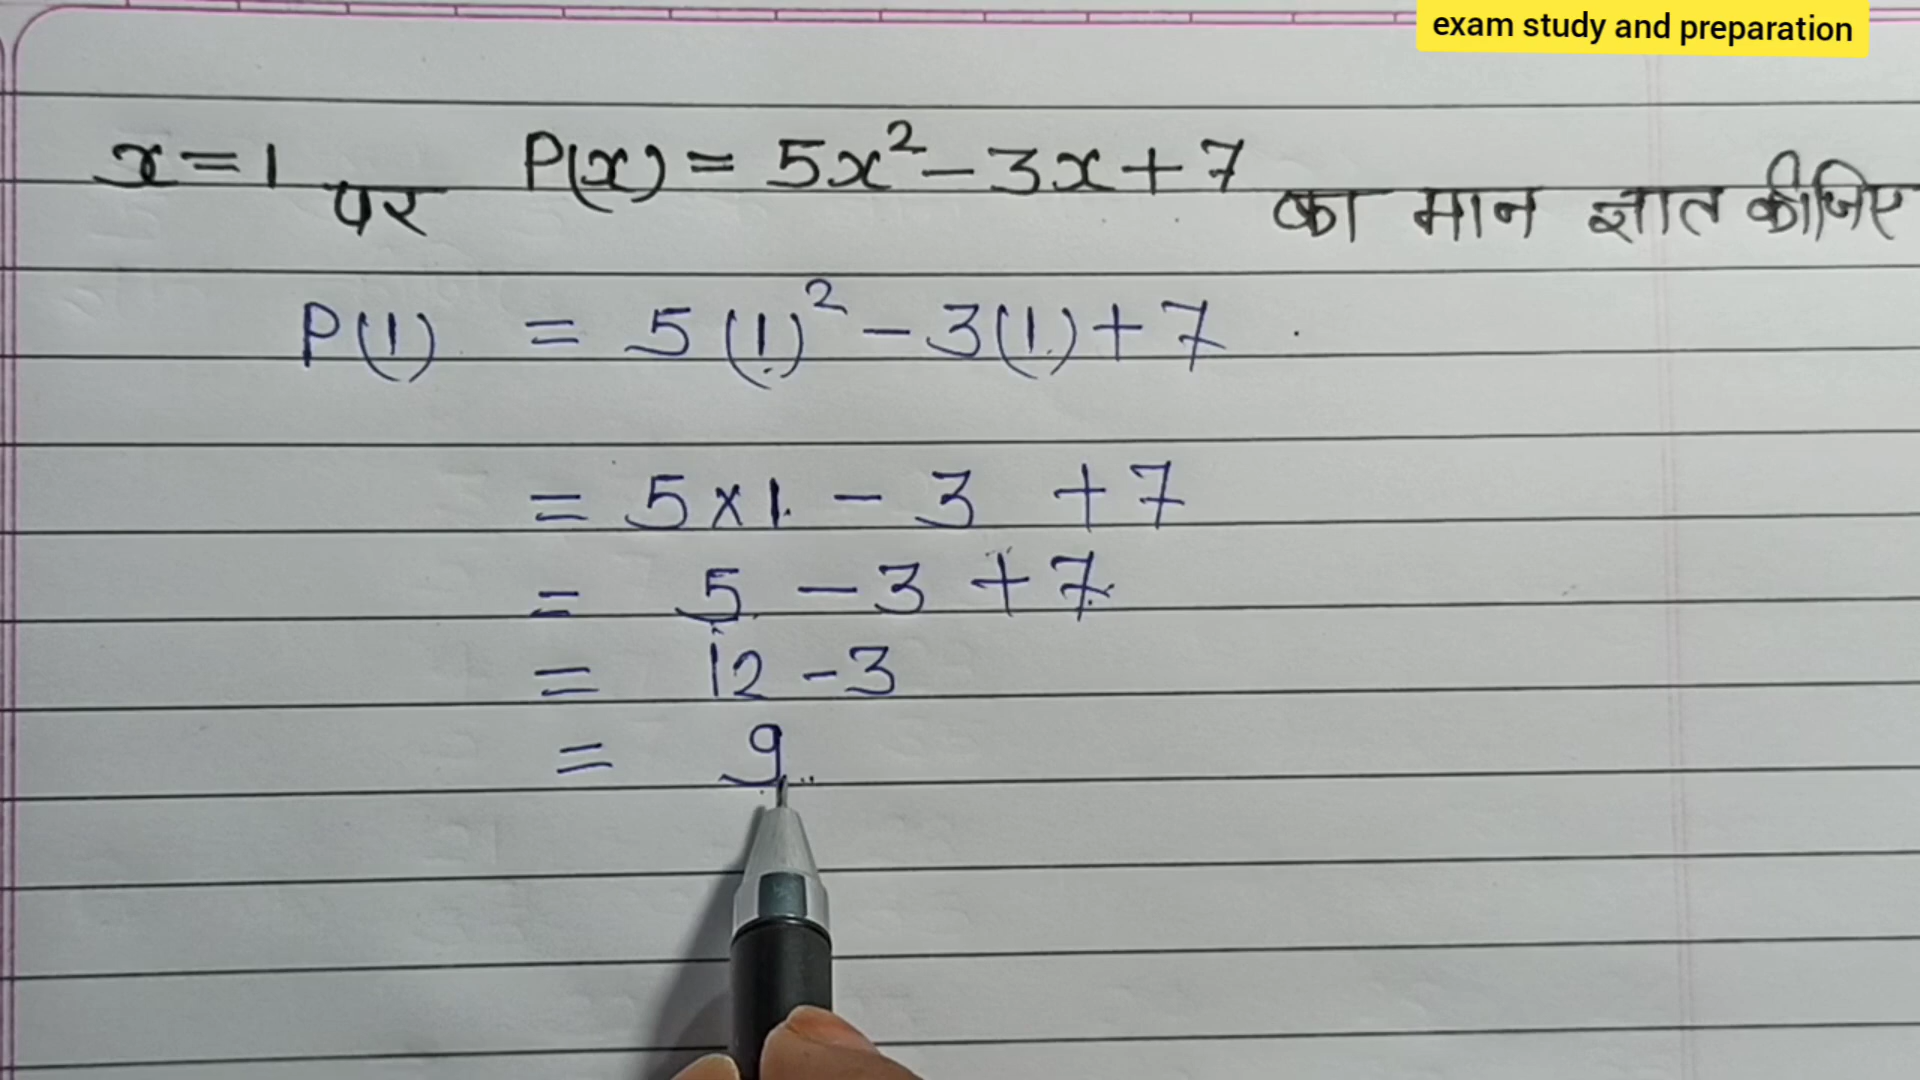 exam study and preparation
x = 1 पर P(x) = 5x² - 3x + 7 का मान ज्ञात कीजिए
P(1) = 5(1)² - 3(1) + 7
= 5 × 1 - 3 + 7
= 5 - 3 + 7
= 12 - 3
= 9